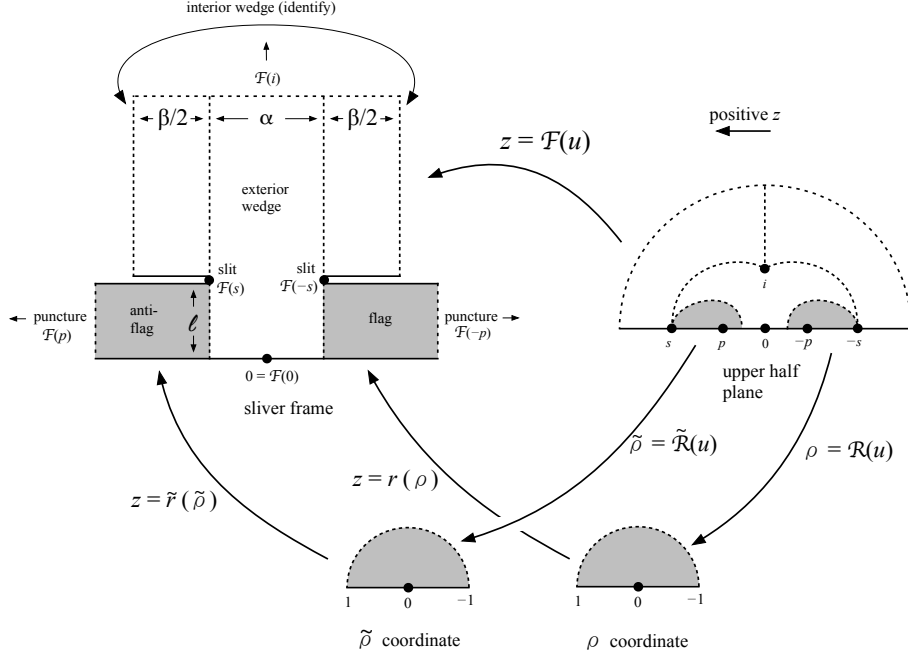 interior wedge (identify)
ℱ(i)
β/2
α
β/2
positive z
z = ℱ(u)
exterior
wedge
slit
ℱ(s)
slit
ℱ(−s)
i
← puncture
ℱ(p)
anti-
flag
ℓ
flag
puncture →
ℱ(−p)
s
p
0
−p
−s
0 = ℱ(0)
upper half
plane
sliver frame
ρ̃ = ℛ̃(u)
ρ = ℛ(u)
z = r̃ (ρ̃)
z = r (ρ)
1
0
−1
1
0
−1
ρ̃ coordinate
ρ coordinate